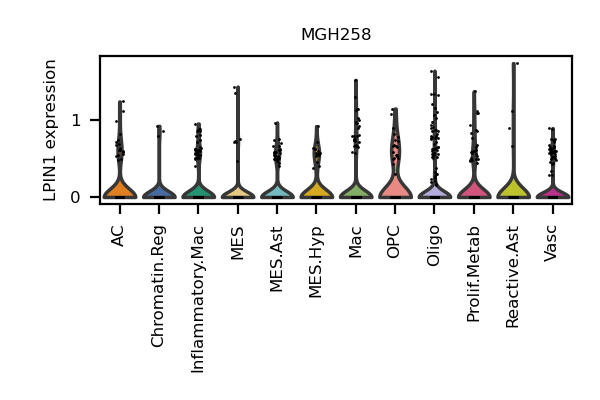 MGH258
LPIN1 expression
1
0
AC
Chromatin.Reg
Inflammatory.Mac
MES
MES.Ast
MES.Hyp
Mac
OPC
Oligo
Prolif.Metab
Reactive.Ast
Vasc